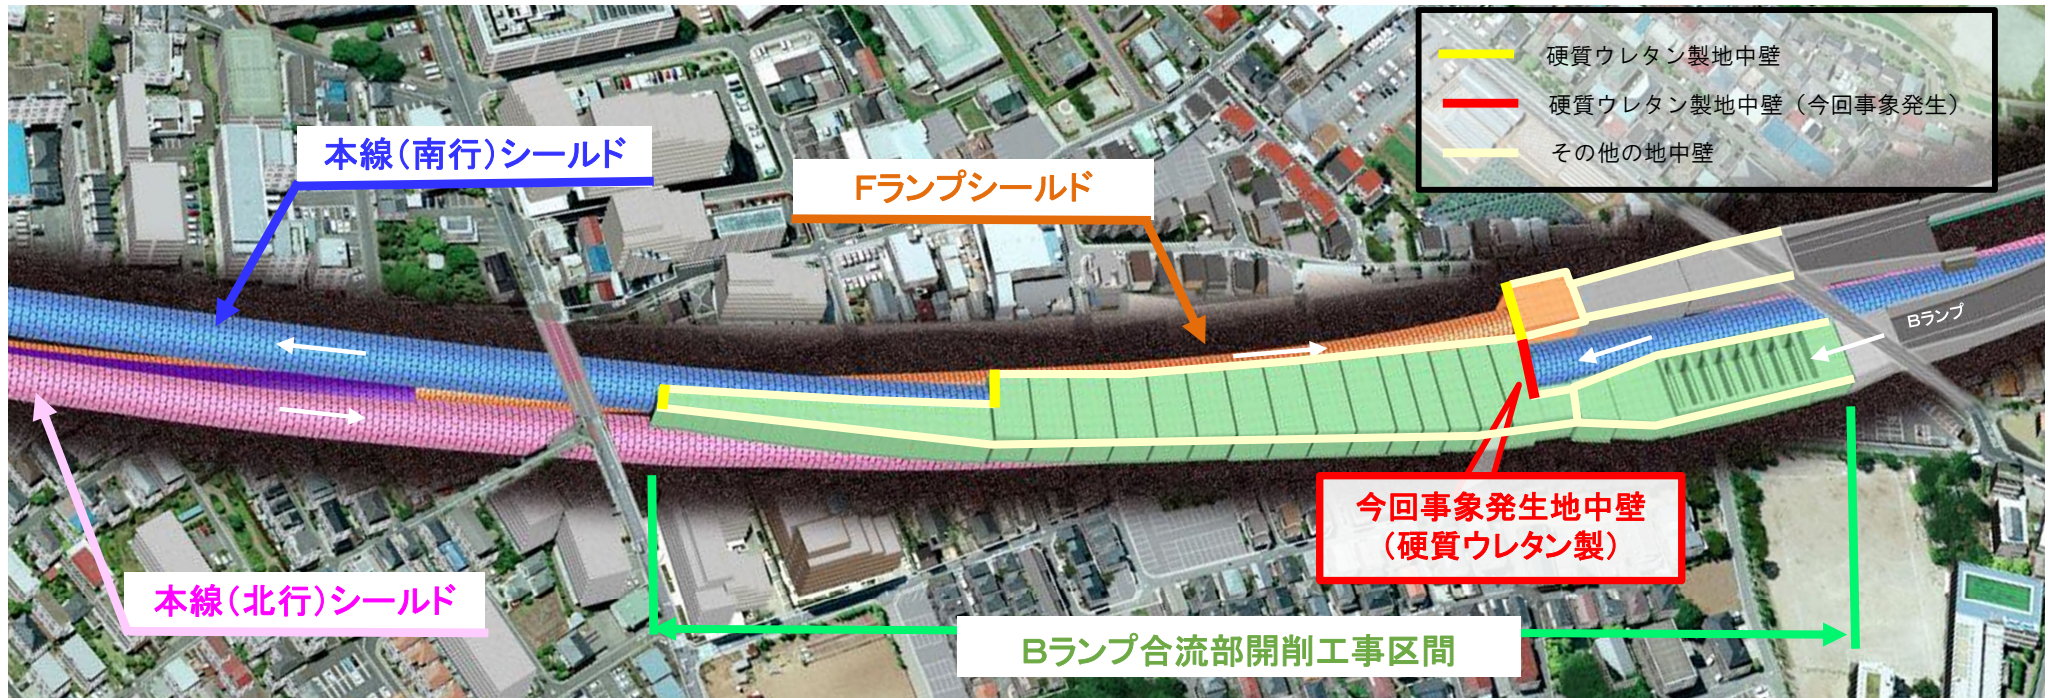 硬質ウレタン製地中壁
硬質ウレタン製地中壁（今回事象発生）
その他の地中壁
本線（南行）シールド
Fランプシールド
Bランプ
今回事象発生地中壁
（硬質ウレタン製）
本線（北行）シールド
Bランプ合流部開削工事区間